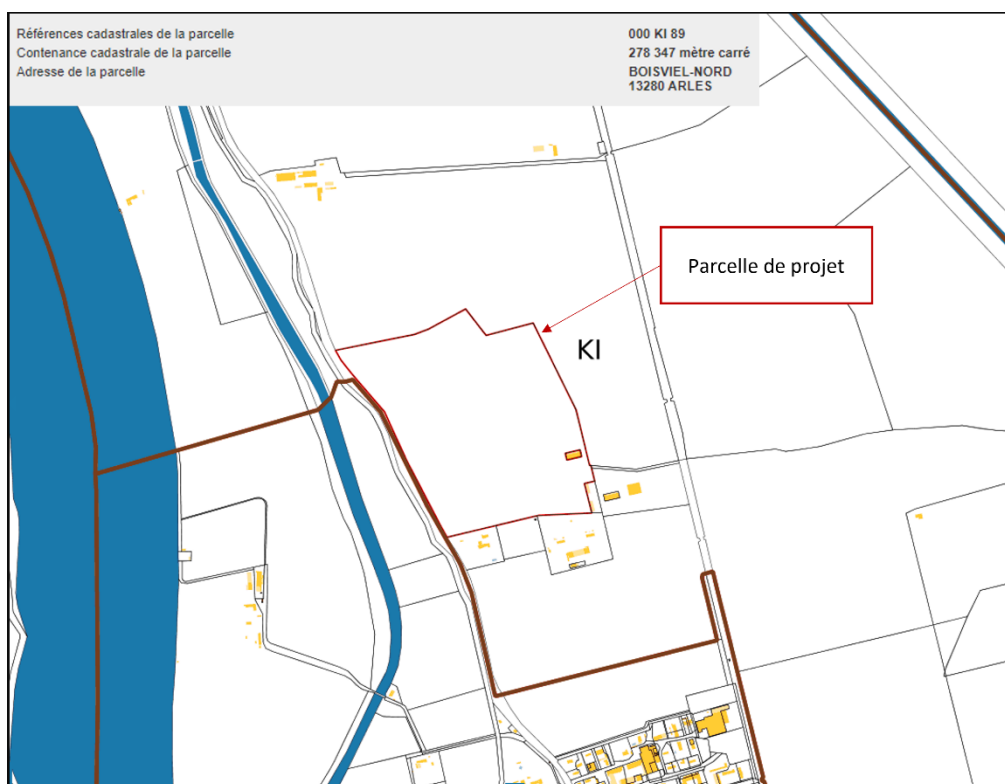 Références cadastrales de la parcelle 000 KI 89
Contenance cadastrale de la parcelle 278 347 mètre carré
Adresse de la parcelle BOISVIEL-NORD
13280 ARLES
Parcelle de projet
KI